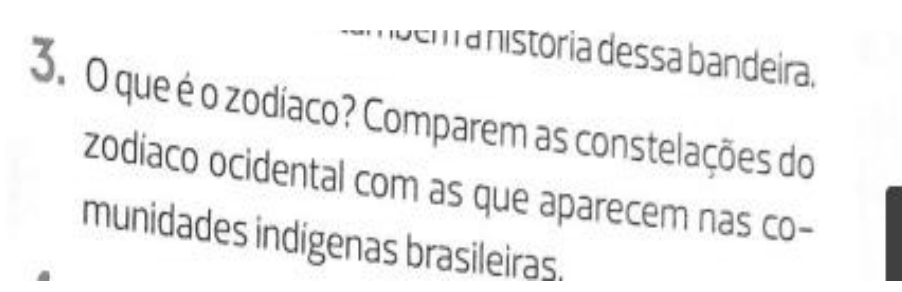 a história dessa bandeira.
3. O que é o zodíaco? Comparem as constelações do
zodíaco ocidental com as que aparecem nas co-
munidades indígenas brasileiras.